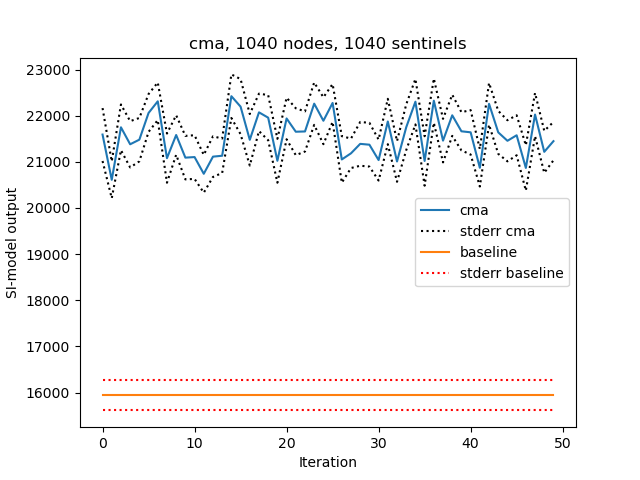 cma, 1040 nodes, 1040 sentinels
23000
22000
21000
20000
19000
18000
17000
16000
SI-model output
cma
stderr cma
baseline
stderr baseline
0 10 20 30 40 50
Iteration